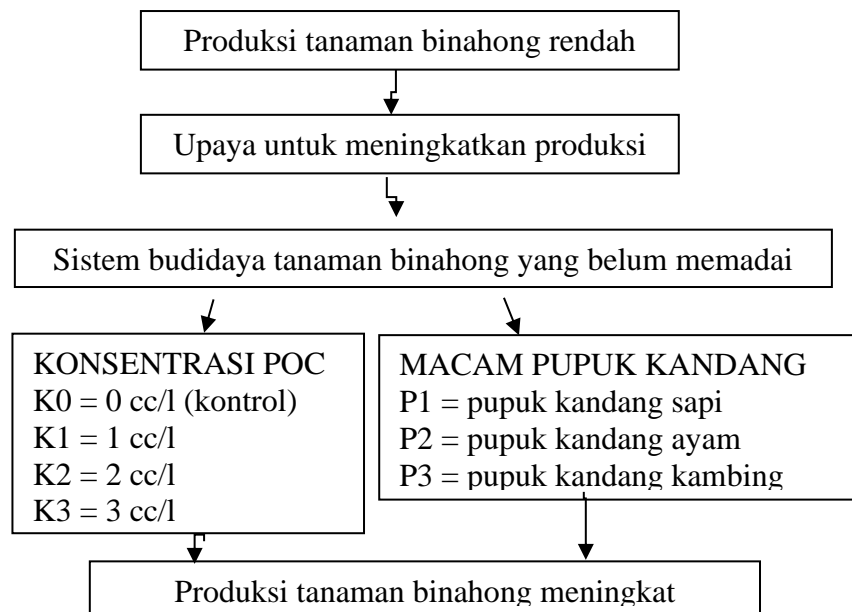 Produksi tanaman binahong rendah
Upaya untuk meningkatkan produksi
Sistem budidaya tanaman binahong yang belum memadai
KONSENTRASI POC
K0 = 0 cc/l (kontrol)
K1 = 1 cc/l
K2 = 2 cc/l
K3 = 3 cc/l
MACAM PUPUK KANDANG
P1 = pupuk kandang sapi
P2 = pupuk kandang ayam
P3 = pupuk kandang kambing
Produksi tanaman binahong meningkat